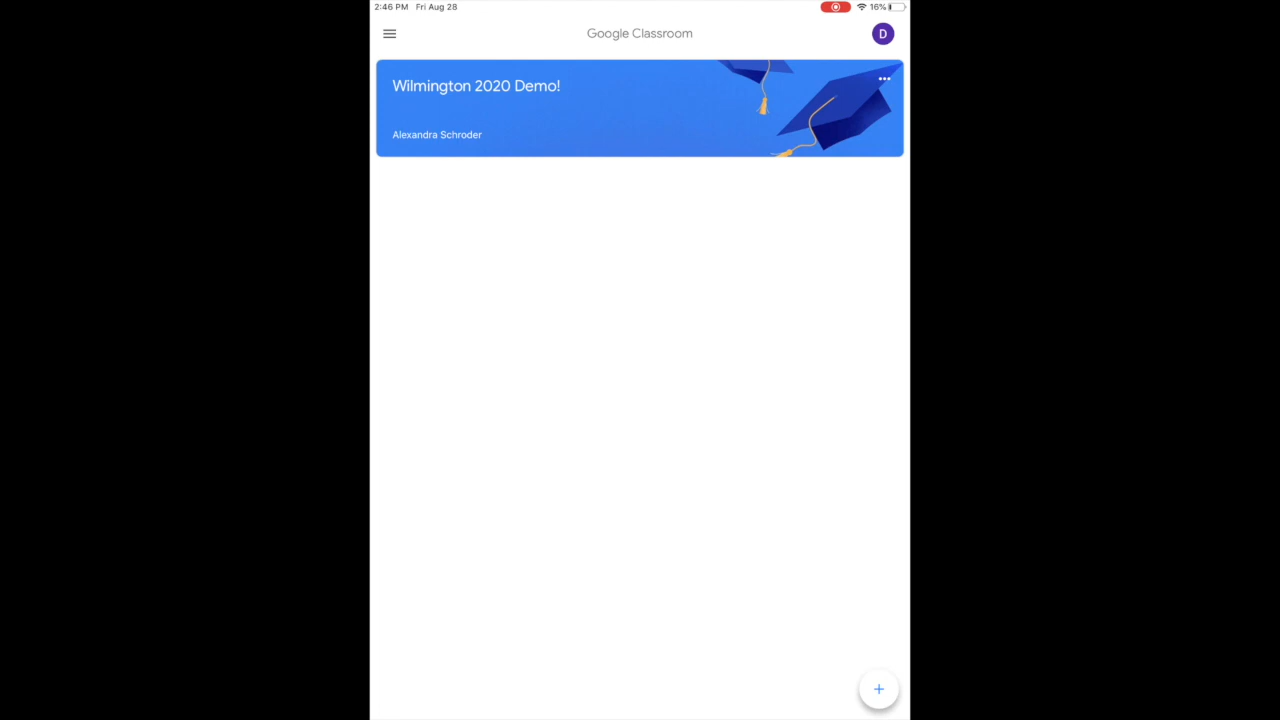 2:46 PM Fri Aug 28 16%
Google Classroom D
Wilmington 2020 Demo!
Alexandra Schroder